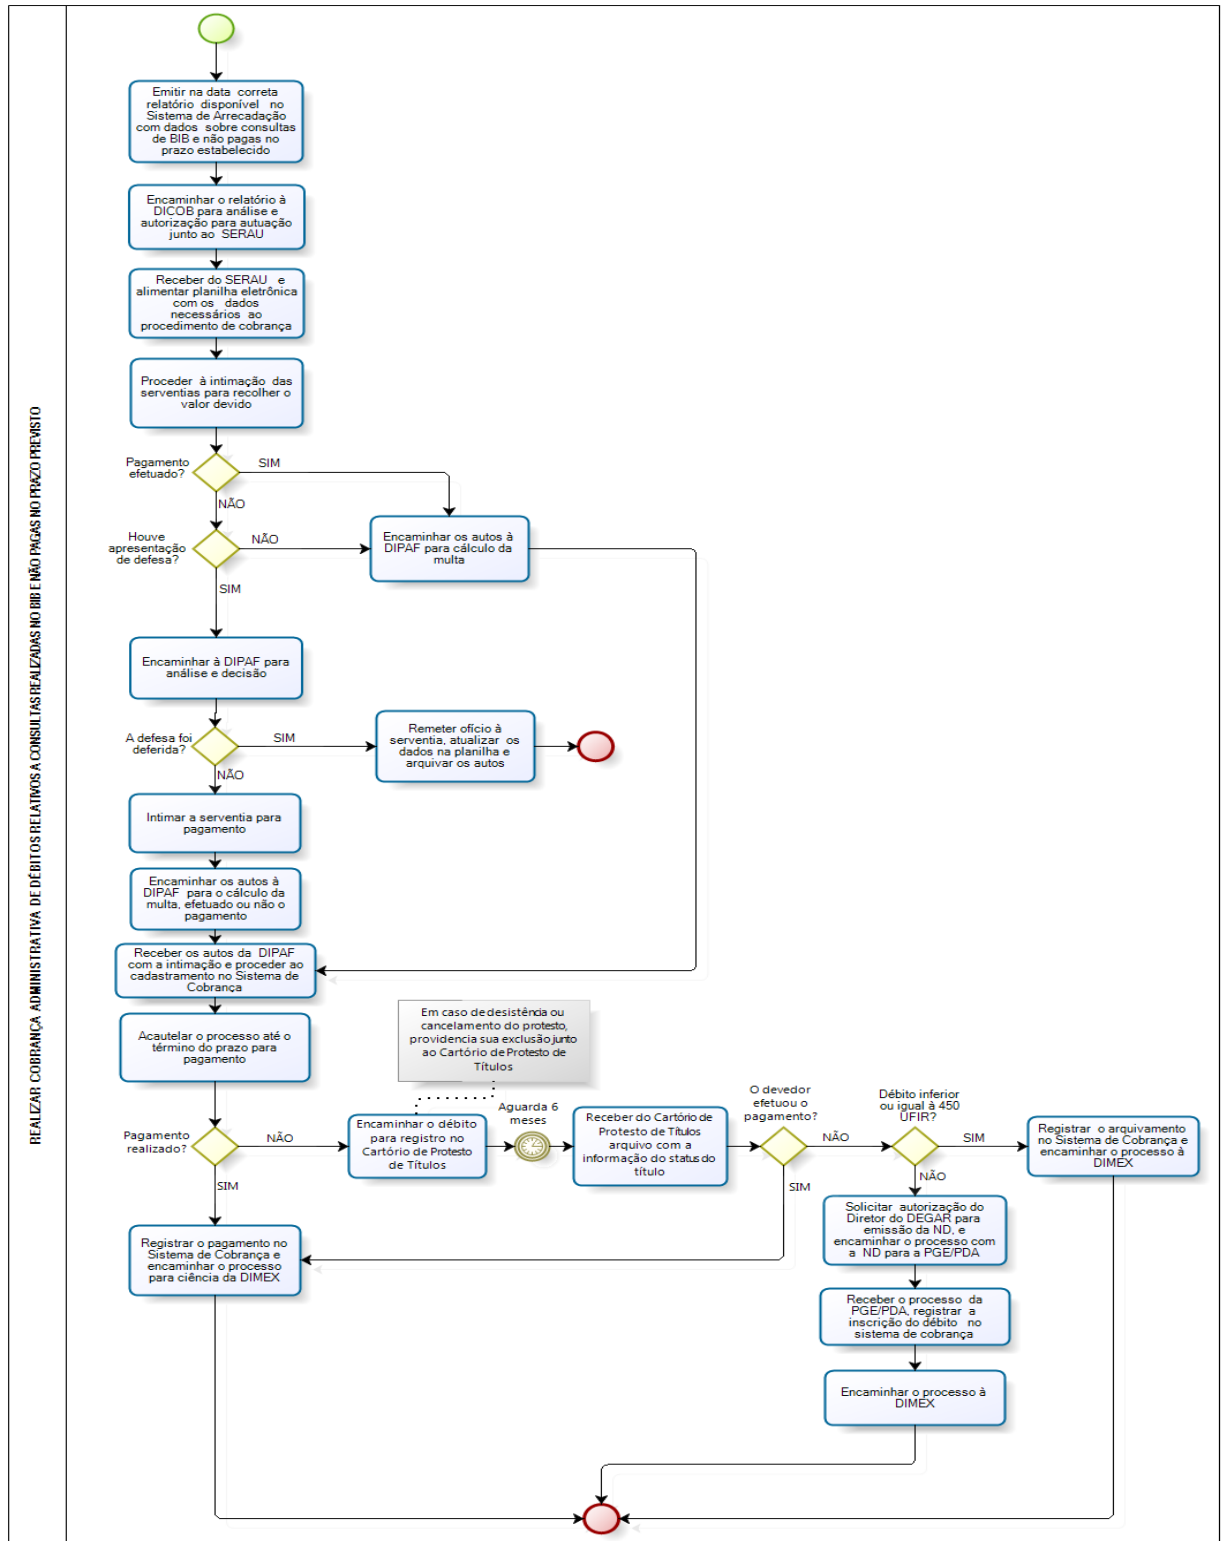 REALIZAR COBRANÇA ADMINISTRATIVA DE DÉBITOS RELATIVOS A CONSULTAS REALIZADAS NO BIB E NÃO PAGAS NO PRAZO PREVISTO
Emitir na data correta
relatório disponível no
Sistema de Arrecadação
com dados sobre consultas
de BIB e não pagas no
prazo estabelecido
Encaminhar o relatório à
DICOB para análise e
autorização para autuação
junto ao SERAU
Receber do SERAU e
alimentar planilha eletrônica
com os dados
necessários ao
procedimento de cobrança
Proceder à intimação das
serventias para recolher o
valor devido
Pagamento
efetuado?
SIM
NÃO
Houve
apresentação
de defesa?
NÃO
SIM
Encaminhar os autos à
DIPAF para cálculo da
multa
Encaminhar à DIPAF para
análise e decisão
A defesa foi
deferida?
SIM
NÃO
Remeter ofício à
serventia, atualizar os
dados na planilha e
arquivar os autos
Intimar a serventia para
pagamento
Encaminhar os autos à
DIPAF para o cálculo da
multa, efetuado ou não o
pagamento
Receber os autos da DIPAF
com a intimação e proceder ao
cadastramento no Sistema de
Cobrança
Acautelar o processo até o
término do prazo para
pagamento
Em caso de desistência ou
cancelamento do protesto,
providencia sua exclusão junto
ao Cartório de Protesto de
Títulos
Pagamento
realizado?
NÃO
SIM
Encaminhar o débito
para registro no
Cartório de Protesto
de Títulos
Aguarda 6
meses
Receber do Cartório de
Protesto de Títulos
arquivo com a
informação do status do
título
O devedor
efetuou o
pagamento?
NÃO
SIM
Débito inferior
ou igual à 450
UFIR?
SIM
NÃO
Registrar o arquivamento
no Sistema de Cobrança e
encaminhar o processo à
DIMEX
Solicitar autorização do
Diretor do DEGAR para
emissão da ND, e
encaminhar o processo com
a ND para a PGE/PDA
Registrar o pagamento no
Sistema de Cobrança e
encaminhar o processo
para ciência da DIMEX
Receber o processo da
PGE/PDA, registrar a
inscrição do débito no
sistema de cobrança
Encaminhar o processo à
DIMEX